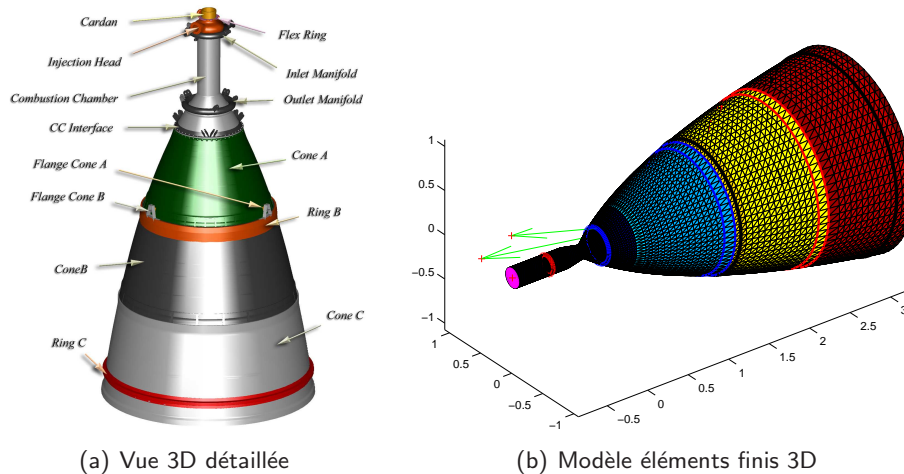 Cardan
Flex Ring
Injection Head
Inlet Manifold
Combustion Chamber
Outlet Manifold
CC Interface
Flange Cone A
Cone A
Flange Cone B
Ring B
ConeB
Cone C
Ring C
1
0.5
0
−0.5
−1
1
0.5
0
−0.5
−1
−0.5
0
0.5
1
1.5
2
2.5
3
(a) Vue 3D détaillée
(b) Modèle éléments finis 3D